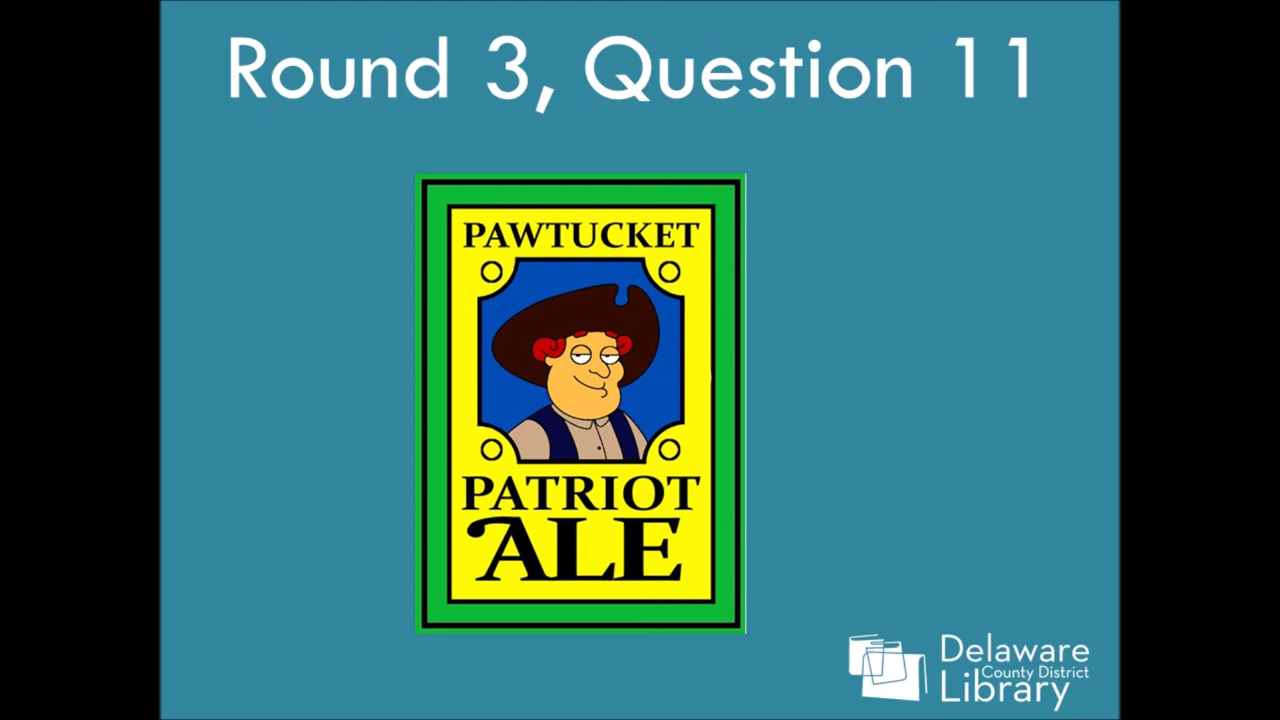 Round 3, Question 11
PAWTUCKET
PATRIOT
ALE
Delaware
County District
Library